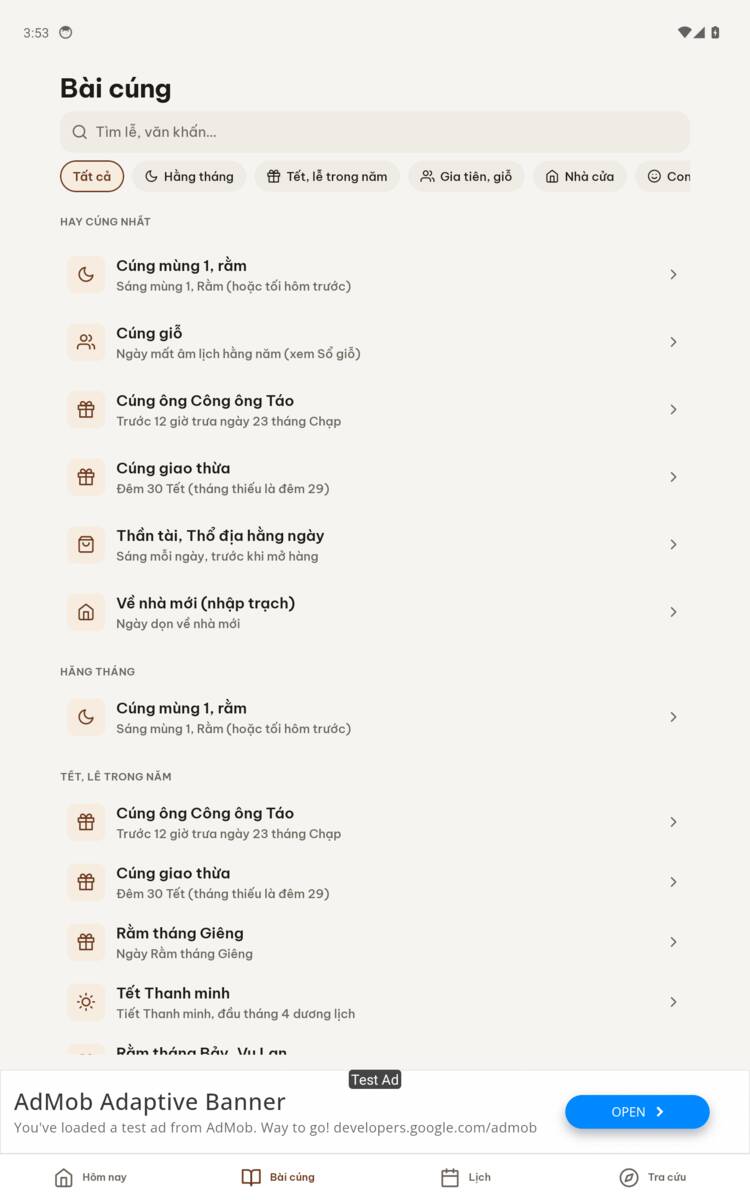 3:53
Bài cúng
Tìm lễ, văn khấn...
Tất cả
Hằng tháng
Tết, lễ trong năm
Gia tiên, giỗ
Nhà cửa
Con
HAY CÚNG NHẤT
Cúng mùng 1, rằm
Sáng mùng 1, Rằm (hoặc tối hôm trước)
Cúng giỗ
Ngày mất âm lịch hằng năm (xem Sổ giỗ)
Cúng ông Công ông Táo
Trước 12 giờ trưa ngày 23 tháng Chạp
Cúng giao thừa
Đêm 30 Tết (tháng thiếu là đêm 29)
Thần tài, Thổ địa hằng ngày
Sáng mỗi ngày, trước khi mở hàng
Về nhà mới (nhập trạch)
Ngày dọn về nhà mới
HẰNG THÁNG
Cúng mùng 1, rằm
Sáng mùng 1, Rằm (hoặc tối hôm trước)
TẾT, LỄ TRONG NĂM
Cúng ông Công ông Táo
Trước 12 giờ trưa ngày 23 tháng Chạp
Cúng giao thừa
Đêm 30 Tết (tháng thiếu là đêm 29)
Rằm tháng Giêng
Ngày Rằm tháng Giêng
Tết Thanh minh
Tiết Thanh minh, đầu tháng 4 dương lịch
Rằm tháng Bảy, Vu Lan
Test Ad
AdMob Adaptive Banner
You've loaded a test ad from AdMob. Way to go! developers.google.com/admob
OPEN
Hôm nay
Bài cúng
Lịch
Tra cứu